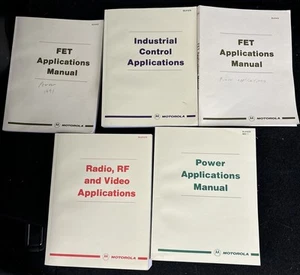 FET
Applications
Manual
MOTOROLA
Industrial
Control
Applications
MOTOROLA
FET
Applications
Manual
MOTOROLA
Radio, RF
and Video
Applications
MOTOROLA
Power
Applications
Manual
MOTOROLA